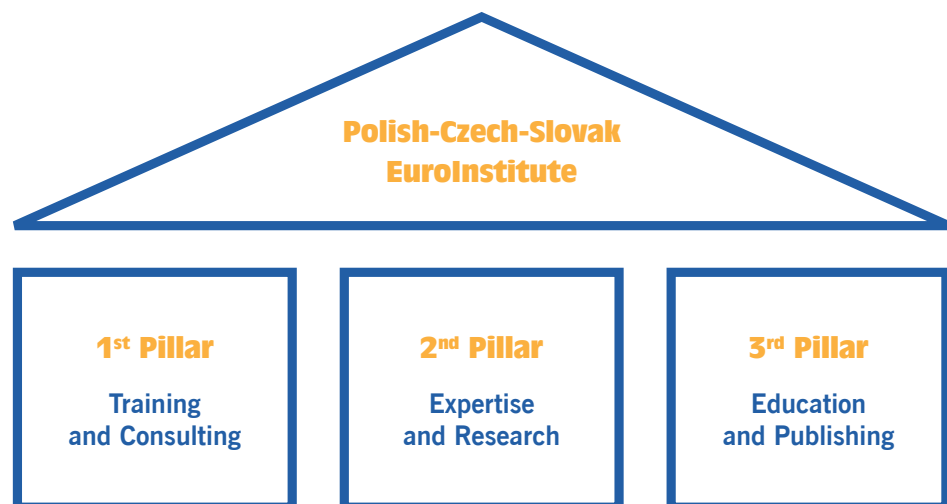 Polish-Czech-Slovak
EuroInstitute
1st Pillar
Training
and Consulting
2nd Pillar
Expertise
and Research
3rd Pillar
Education
and Publishing